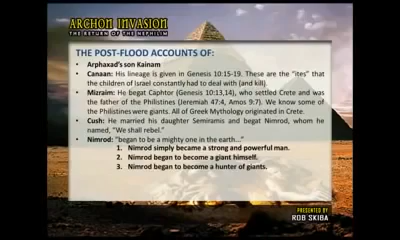 ARCHON INVASION
THE RETURN OF THE NEPHILIM
THE POST-FLOOD ACCOUNTS OF:
• Arphaxad's son Kainam
• Canaan: His lineage is given in Genesis 10:15-19. These are the "ites" that
the children of Israel constantly had to deal with [and kill]
• Mizraim: He begat Caphtor (Genesis 10:13,14), who settled Crete and
was the father of the Philistines (Jeremiah 47:4, Amos 9:7). We know some of
the Philistines were giants. All of Greek Mythology originated in Crete.
• Cush: He married his daughter Semiramis and begat Nimrod, whom he
named, "We shall rebel."
• Nimrod: "began to be a mighty one in the earth..."
1. Nimrod simply became a strong and powerful man.
2. Nimrod began to become a giant himself.
3. Nimrod began to become a hunter of giants.
PRESENTED BY
ROB SKIBA